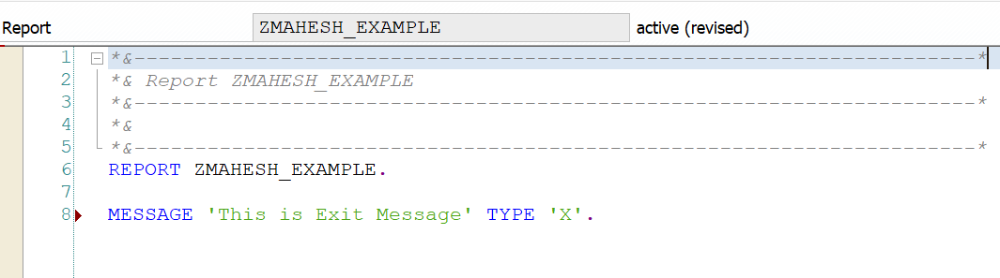 Report ZMAHESH_EXAMPLE active (revised)
1 *&---------------------------------------------------------------------*
2 *& Report ZMAHESH_EXAMPLE
3 *&---------------------------------------------------------------------*
4 *&
5 *&---------------------------------------------------------------------*
6 REPORT ZMAHESH_EXAMPLE.
7
8 MESSAGE 'This is Exit Message' TYPE 'X'.